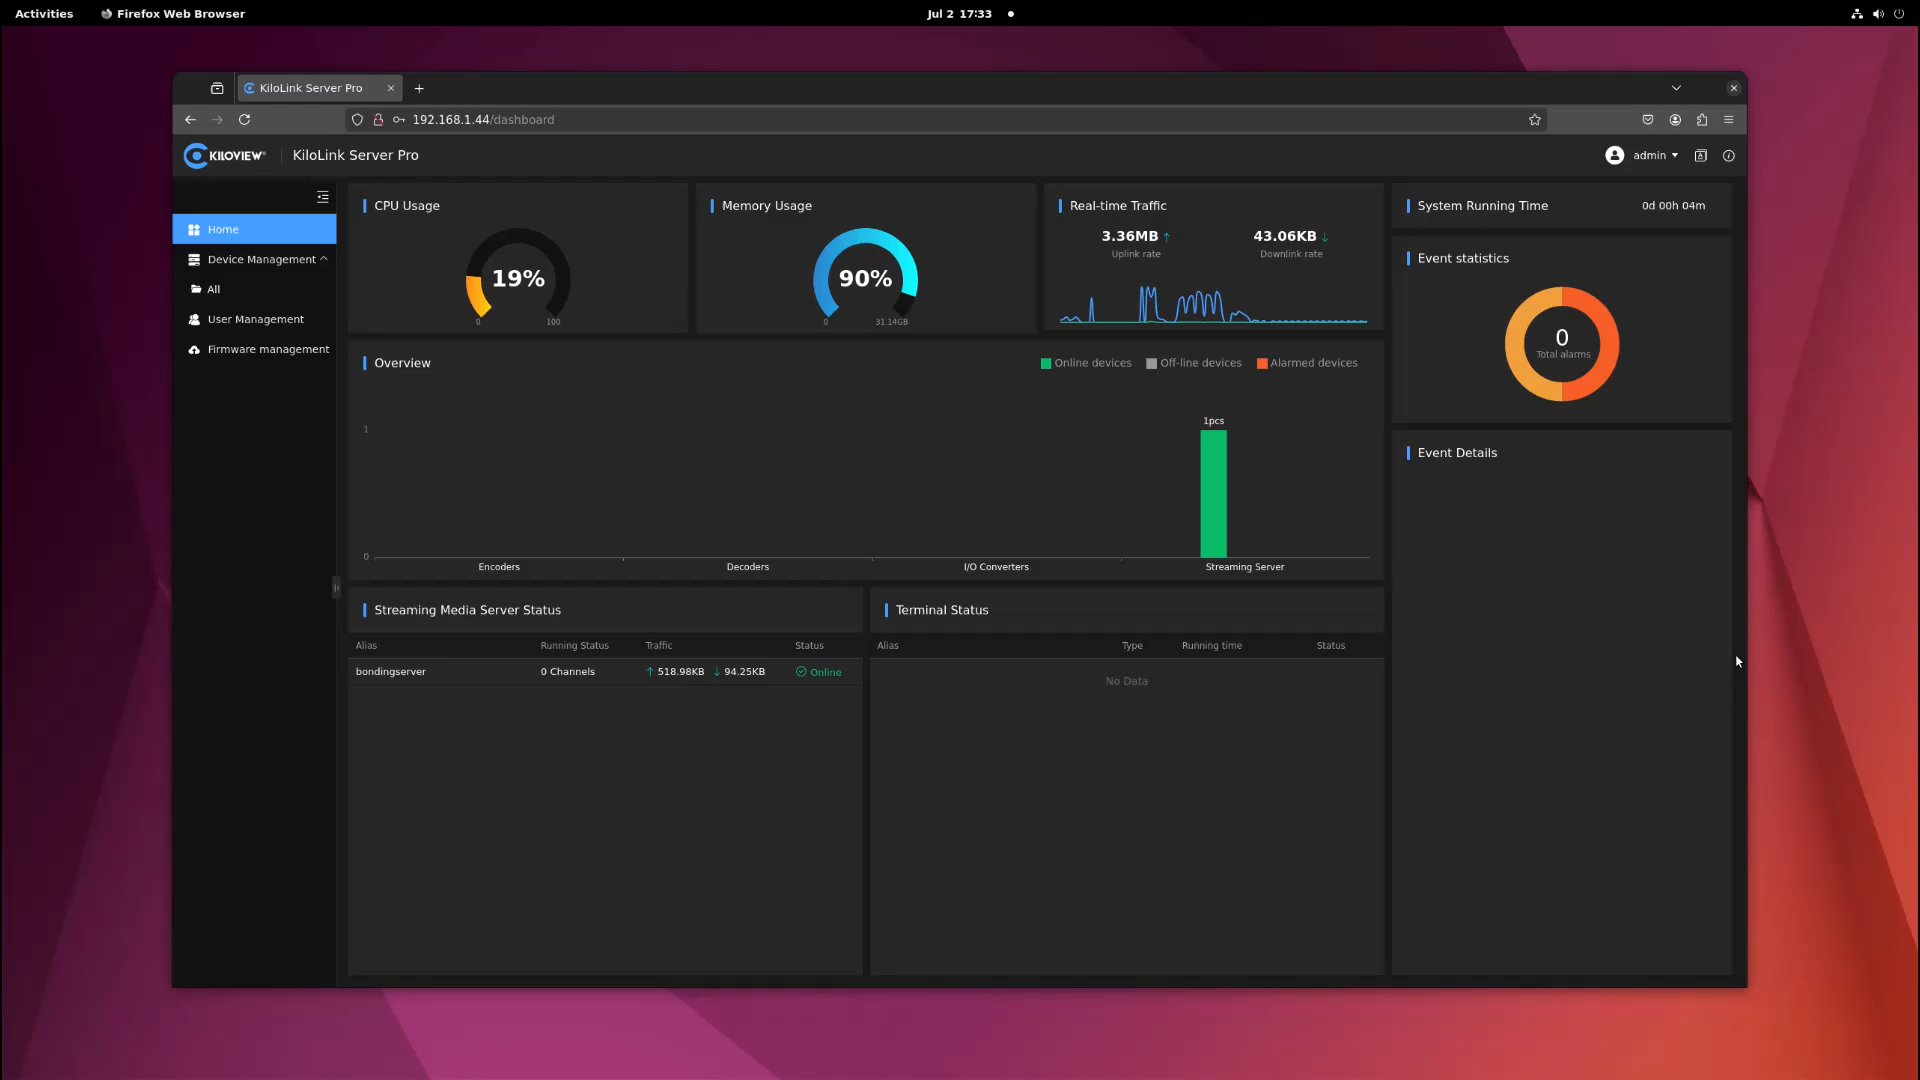 Activities Firefox Web Browser Jul 2 17:33
KiloLink Server Pro
192.168.1.44/dashboard
KILOVIEW® KiloLink Server Pro admin
Home
Device Management
All
User Management
Firmware management
CPU Usage
19%
0 100
Memory Usage
90%
0 31.14GB
Real-time Traffic
3.36MB ↑ 43.06KB ↓
Uplink rate Downlink rate
System Running Time 0d 00h 04m
Event statistics
0
Total alarms
Overview
Online devices Off-line devices Alarmed devices
1pcs
1
0
Encoders Decoders I/O Converters Streaming Server
Event Details
Streaming Media Server Status
Alias Running Status Traffic Status
bondingserver 0 Channels ↑ 518.98KB ↓ 94.25KB Online
Terminal Status
Alias Type Running time Status
No Data